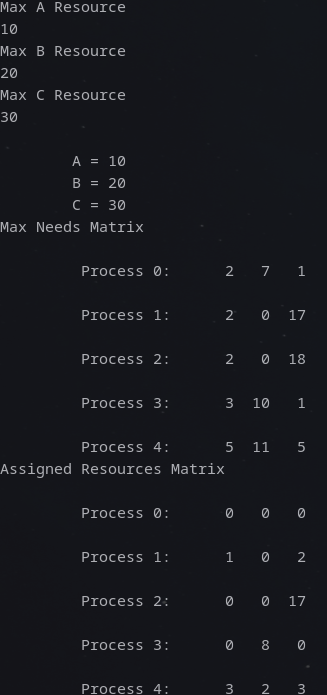 Max A Resource
10
Max B Resource
20
Max C Resource
30
A = 10
B = 20
C = 30
Max Needs Matrix
Process 0: 2 7 1
Process 1: 2 0 17
Process 2: 2 0 18
Process 3: 3 10 1
Process 4: 5 11 5
Assigned Resources Matrix
Process 0: 0 0 0
Process 1: 1 0 2
Process 2: 0 0 17
Process 3: 0 8 0
Process 4: 3 2 3